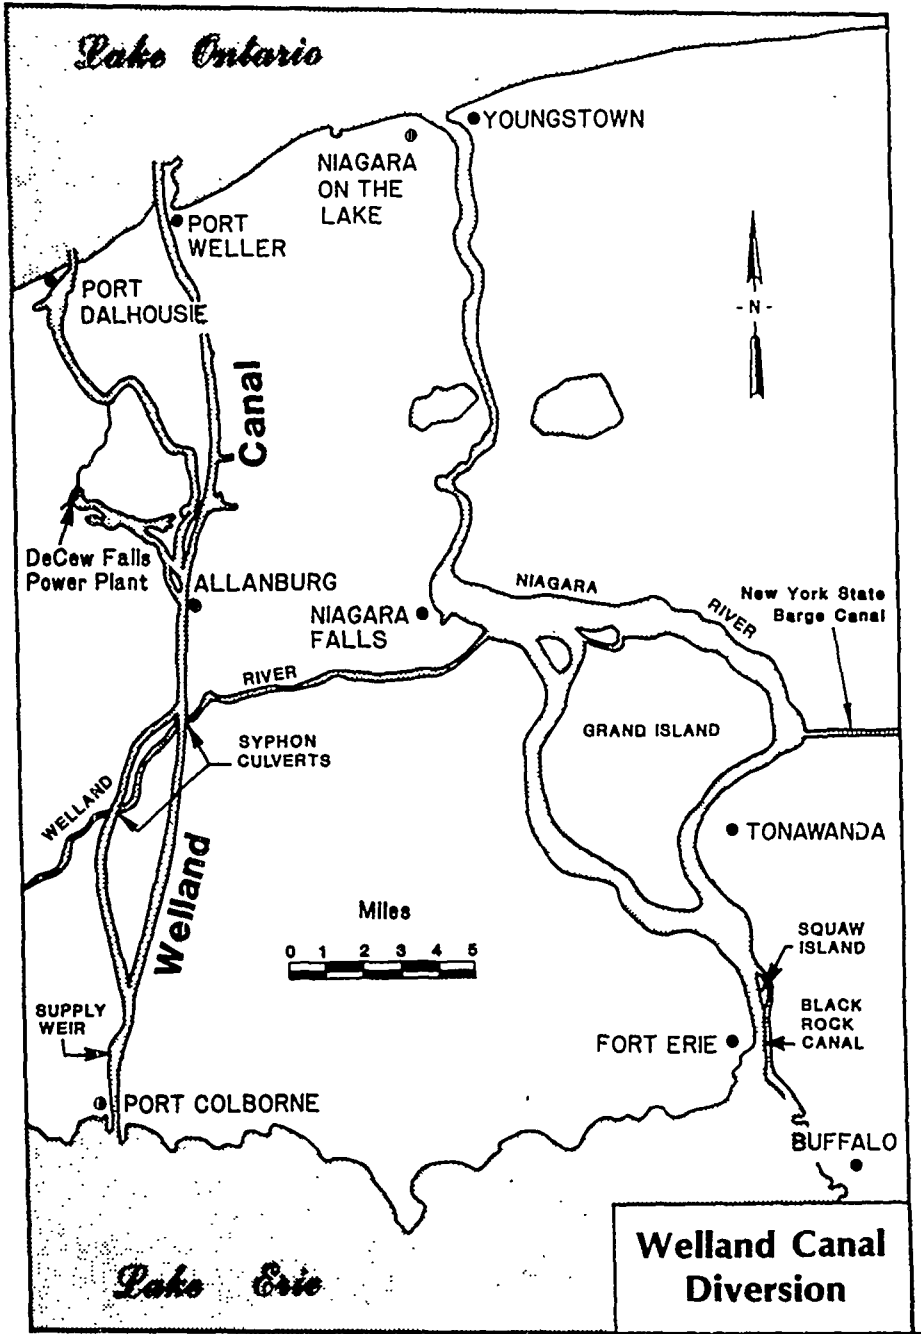 Lake Ontario
YOUNGSTOWN
NIAGARA
ON THE
LAKE
PORT
WELLER
PORT
DALHOUSIE
- N -
Canal
DeCew Falls
Power Plant
ALLANBURG
NIAGARA
FALLS
NIAGARA
RIVER
New York State
Barge Canal
RIVER
SYPHON
CULVERTS
GRAND ISLAND
WELLAND
TONAWANDA
Welland
Miles
0 1 2 3 4 5
SQUAW
ISLAND
SUPPLY
WEIR
BLACK
ROCK
CANAL
FORT ERIE
PORT COLBORNE
BUFFALO
Lake Erie
Welland Canal
Diversion